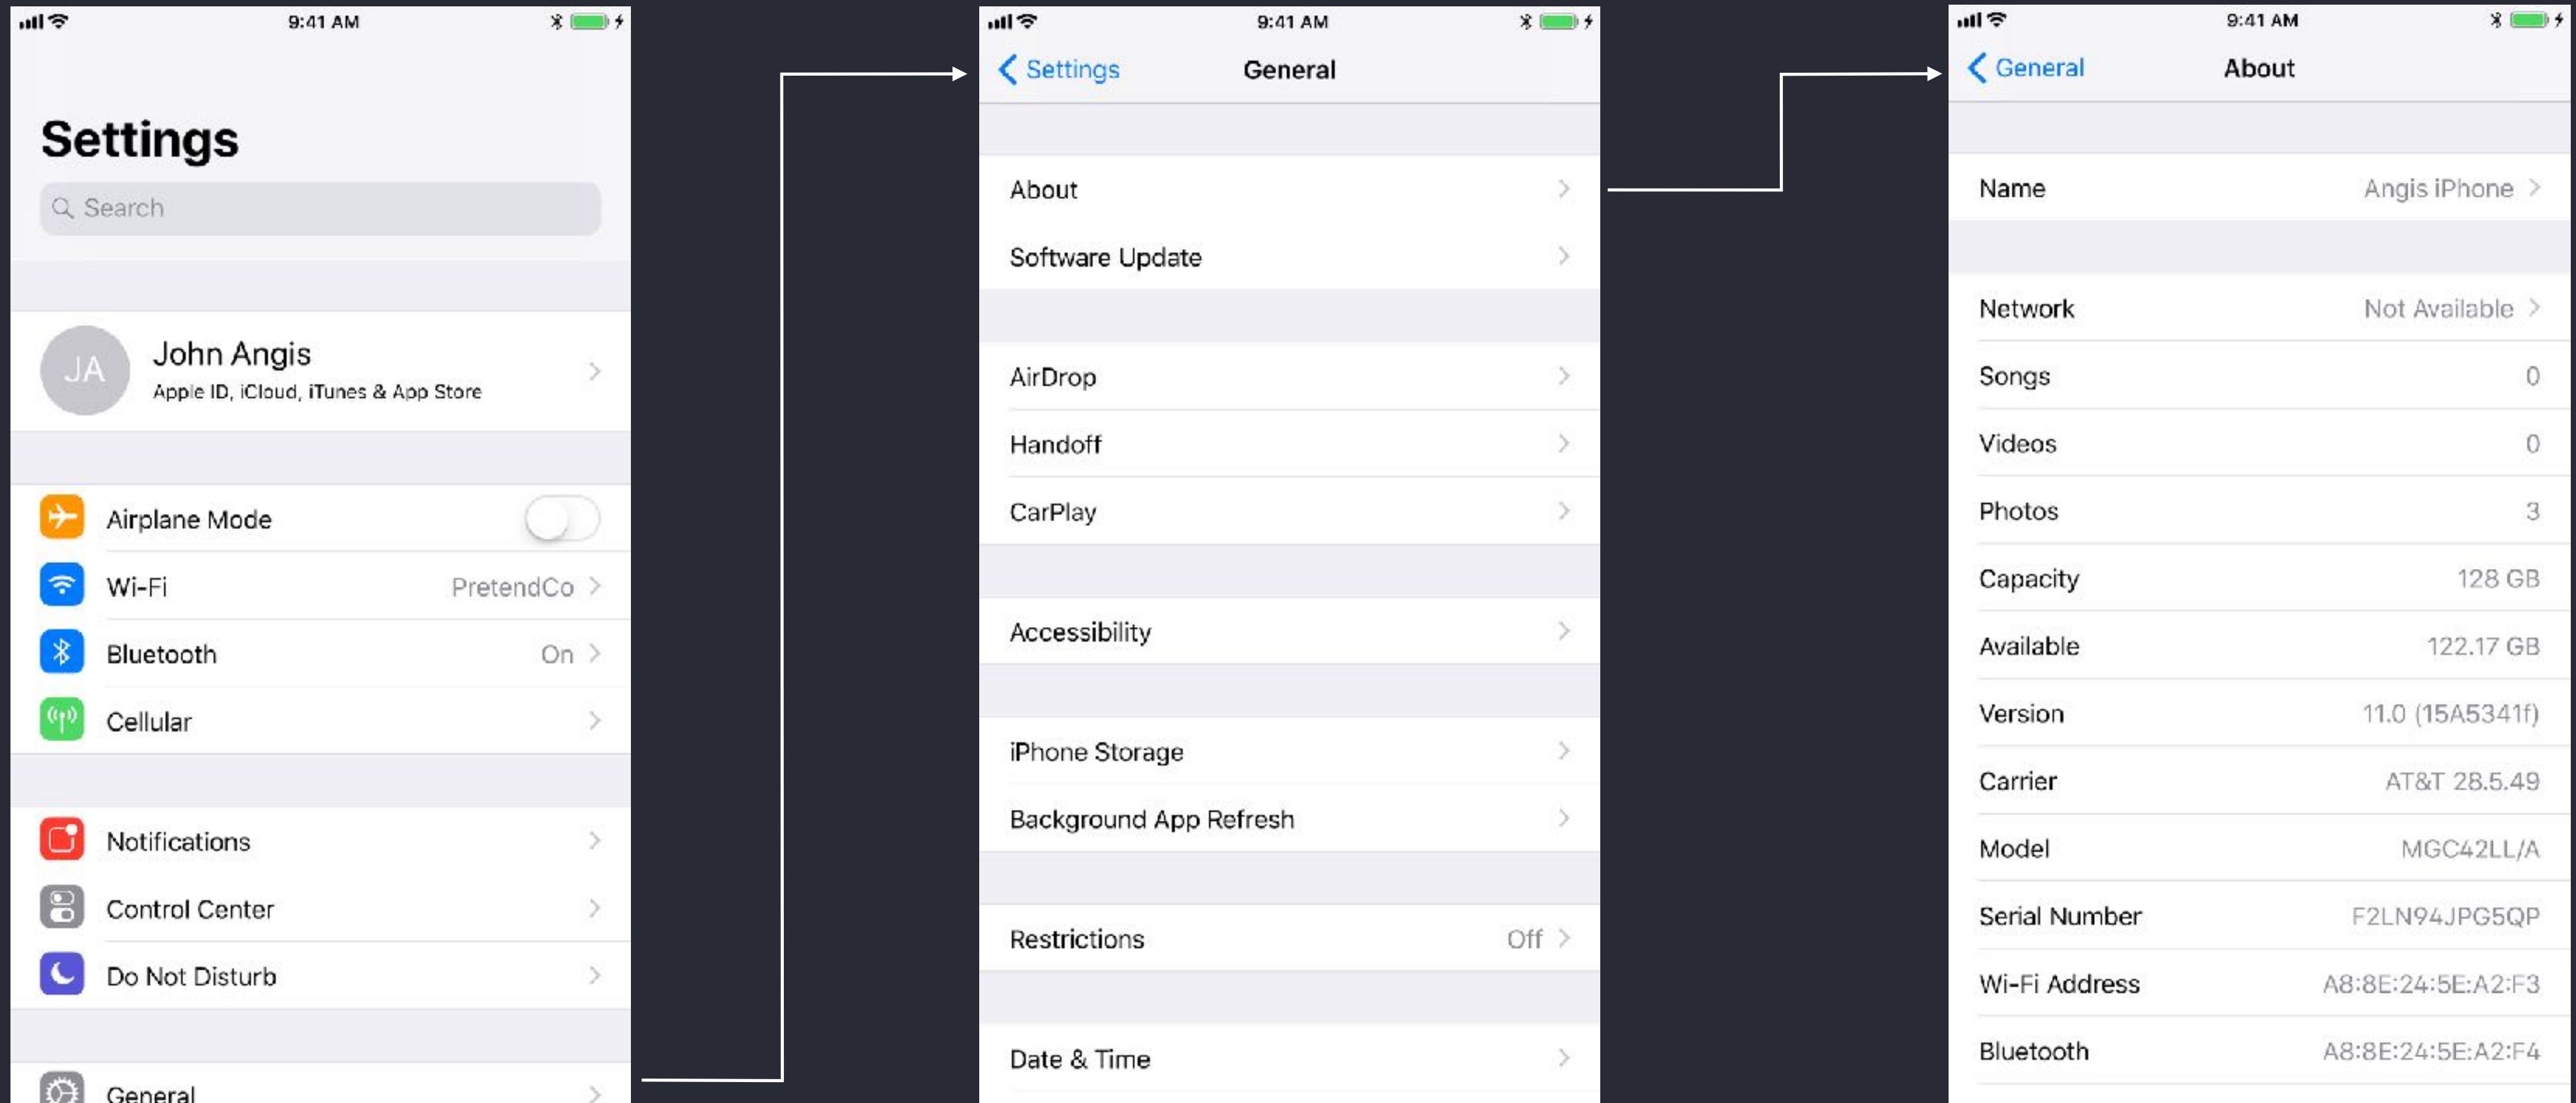 9:41 AM
Settings
Search
JA
John Angis
Apple ID, iCloud, iTunes & App Store
Airplane Mode
Wi-Fi PretendCo
Bluetooth On
Cellular
Notifications
Control Center
Do Not Disturb
General
9:41 AM
Settings General
About
Software Update
AirDrop
Handoff
CarPlay
Accessibility
iPhone Storage
Background App Refresh
Restrictions Off
Date & Time
9:41 AM
General About
Name Angis iPhone
Network Not Available
Songs 0
Videos 0
Photos 3
Capacity 128 GB
Available 122.17 GB
Version 11.0 (15A5341f)
Carrier AT&T 28.5.49
Model MGC42LL/A
Serial Number F2LN94JPG5QP
Wi-Fi Address A8:8E:24:5E:A2:F3
Bluetooth A8:8E:24:5E:A2:F4